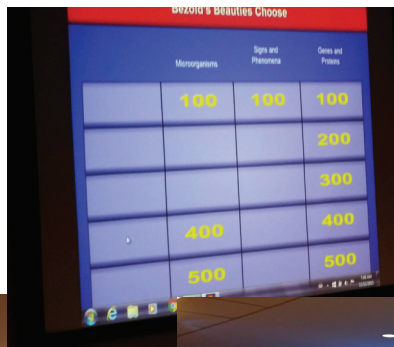 Bezold's Beauties Choose
Microorganisms
Signs and
Phenomena
Genes and
Proteins
100 100 100
200
300
400 400
500 500